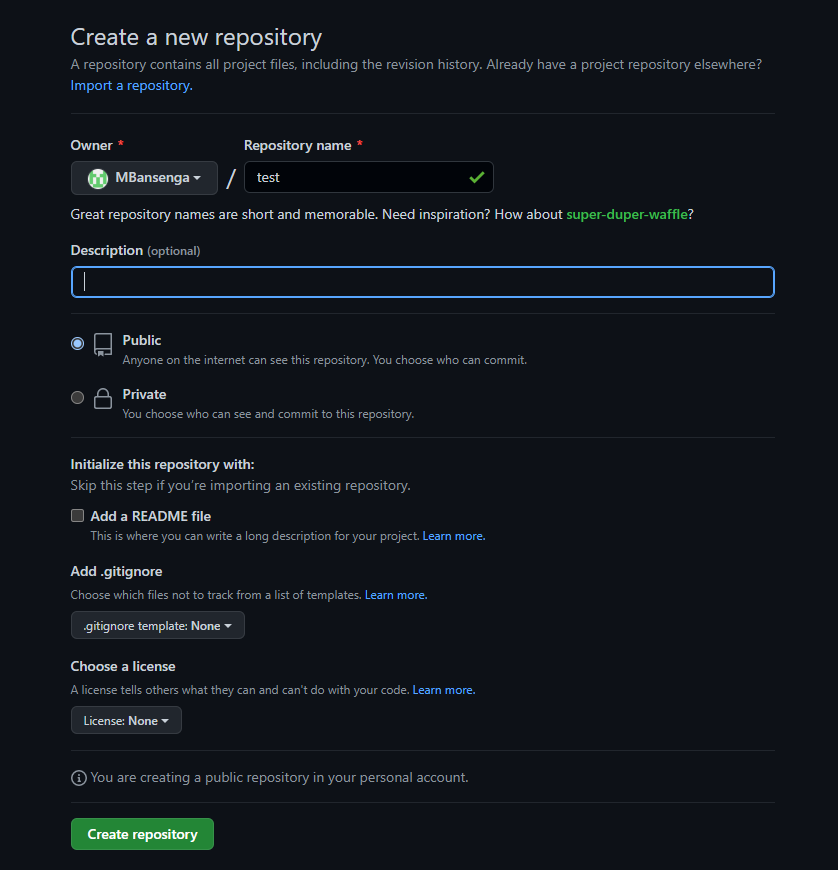 Create a new repository
A repository contains all project files, including the revision history. Already have a project repository elsewhere?
Import a repository.
Owner * Repository name *
MBansenga / test
Great repository names are short and memorable. Need inspiration? How about super-duper-waffle?
Description (optional)
Public
Anyone on the internet can see this repository. You choose who can commit.
Private
You choose who can see and commit to this repository.
Initialize this repository with:
Skip this step if you’re importing an existing repository.
Add a README file
This is where you can write a long description for your project. Learn more.
Add .gitignore
Choose which files not to track from a list of templates. Learn more.
.gitignore template: None
Choose a license
A license tells others what they can and can't do with your code. Learn more.
License: None
You are creating a public repository in your personal account.
Create repository